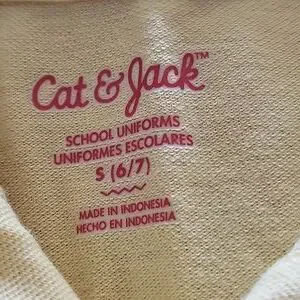 Cat & Jack™
SCHOOL UNIFORMS
UNIFORMES ESCOLARES
S (6/7)
MADE IN INDONESIA
HECHO EN INDONESIA